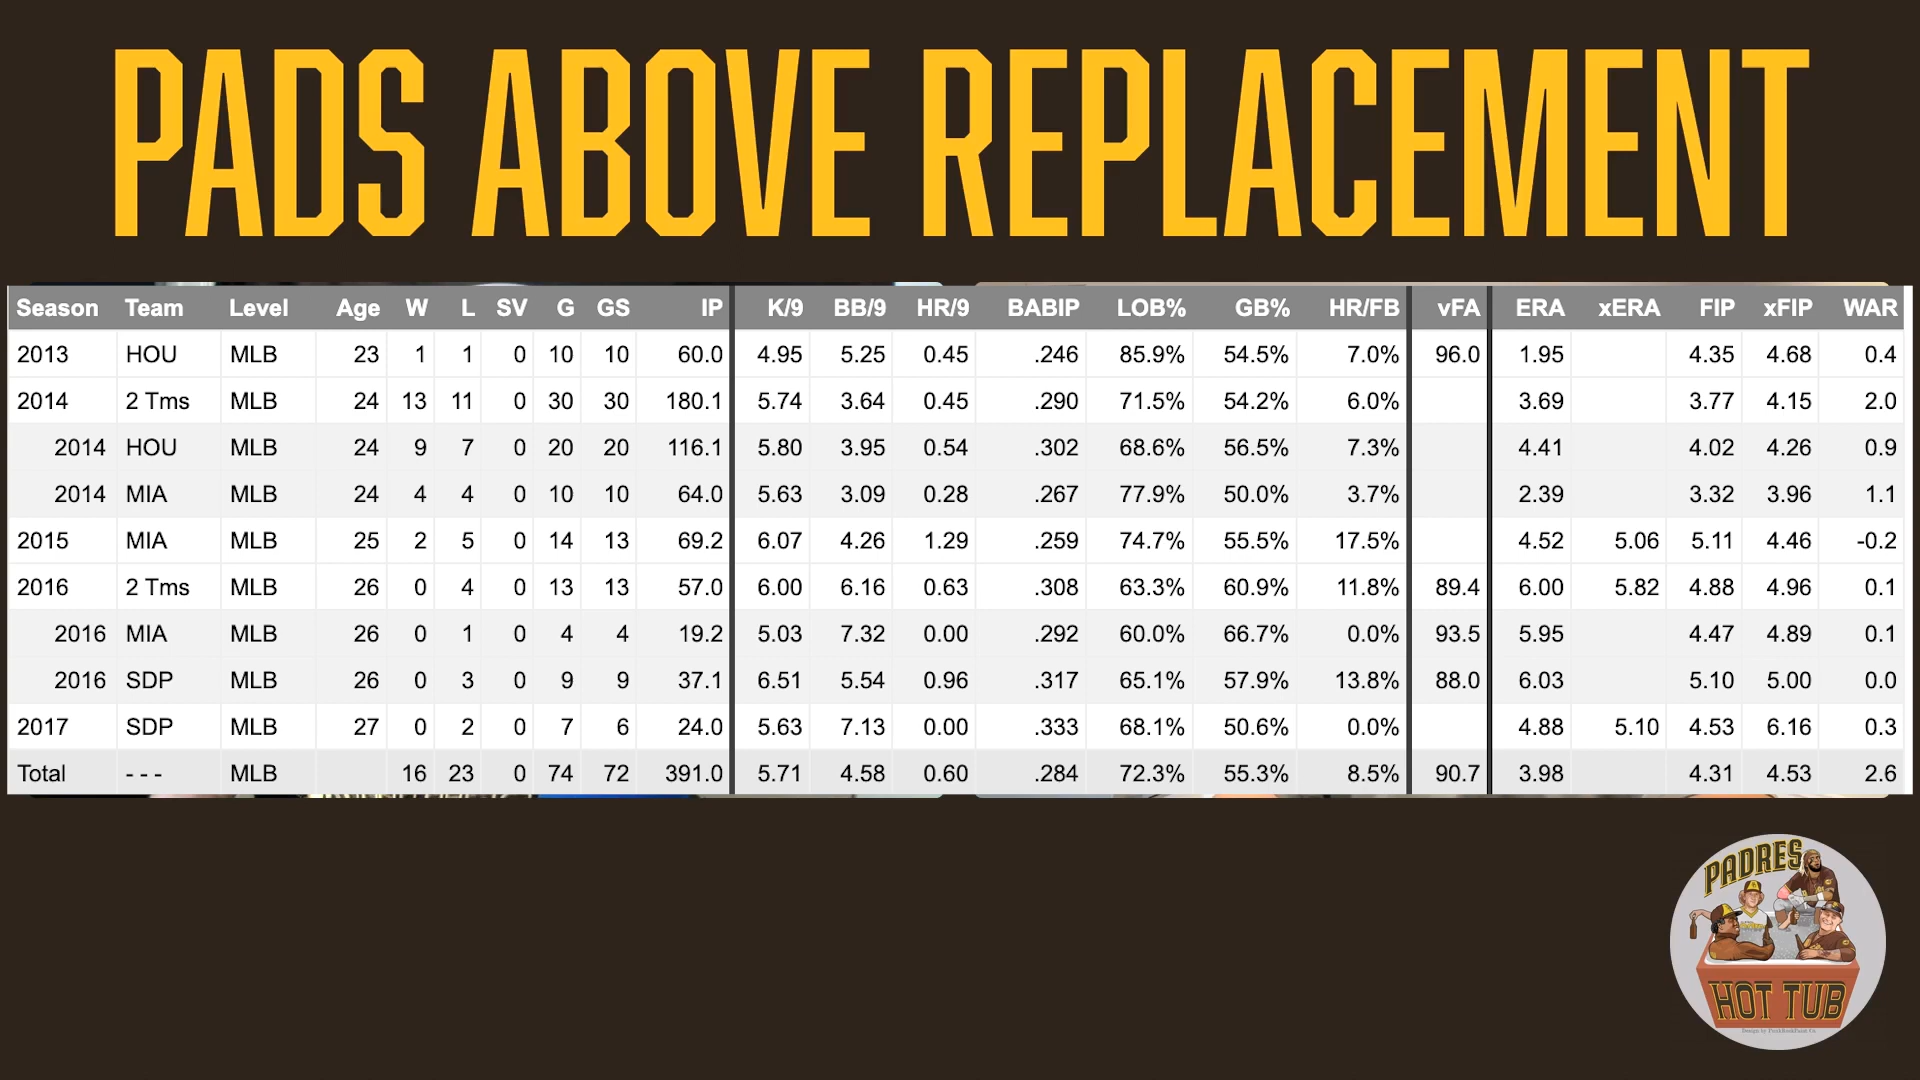 PADS ABOVE REPLACEMENT
Season Team Level Age W L SV G GS IP K/9 BB/9 HR/9 BABIP LOB% GB% HR/FB vFA ERA xERA FIP xFIP WAR
2013 HOU MLB 23 1 1 0 10 10 60.0 4.95 5.25 0.45 .246 85.9% 54.5% 7.0% 96.0 1.95 4.35 4.68 0.4
2014 2 Tms MLB 24 13 11 0 30 30 180.1 5.74 3.64 0.45 .290 71.5% 54.2% 6.0% 3.69 3.77 4.15 2.0
2014 HOU MLB 24 9 7 0 20 20 116.1 5.80 3.95 0.54 .302 68.6% 56.5% 7.3% 4.41 4.02 4.26 0.9
2014 MIA MLB 24 4 4 0 10 10 64.0 5.63 3.09 0.28 .267 77.9% 50.0% 3.7% 2.39 3.32 3.96 1.1
2015 MIA MLB 25 2 5 0 14 13 69.2 6.07 4.26 1.29 .259 74.7% 55.5% 17.5% 4.52 5.06 5.11 4.46 -0.2
2016 2 Tms MLB 26 0 4 0 13 13 57.0 6.00 6.16 0.63 .308 63.3% 60.9% 11.8% 89.4 6.00 5.82 4.88 4.96 0.1
2016 MIA MLB 26 0 1 0 4 4 19.2 5.03 7.32 0.00 .292 60.0% 66.7% 0.0% 93.5 5.95 4.47 4.89 0.1
2016 SDP MLB 26 0 3 0 9 9 37.1 6.51 5.54 0.96 .317 65.1% 57.9% 13.8% 88.0 6.03 5.10 5.00 0.0
2017 SDP MLB 27 0 2 0 7 6 24.0 5.63 7.13 0.00 .333 68.1% 50.6% 0.0% 4.88 5.10 4.53 6.16 0.3
Total - - - MLB 16 23 0 74 72 391.0 5.71 4.58 0.60 .284 72.3% 55.3% 8.5% 90.7 3.98 4.31 4.53 2.6
PADRES
HOT TUB